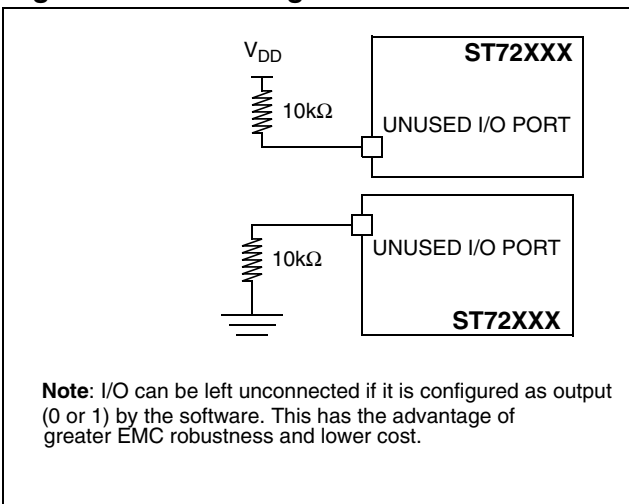 V_DD
ST72XXX
10kΩ
UNUSED I/O PORT
10kΩ
UNUSED I/O PORT
ST72XXX
Note: I/O can be left unconnected if it is configured as output
(0 or 1) by the software. This has the advantage of
greater EMC robustness and lower cost.